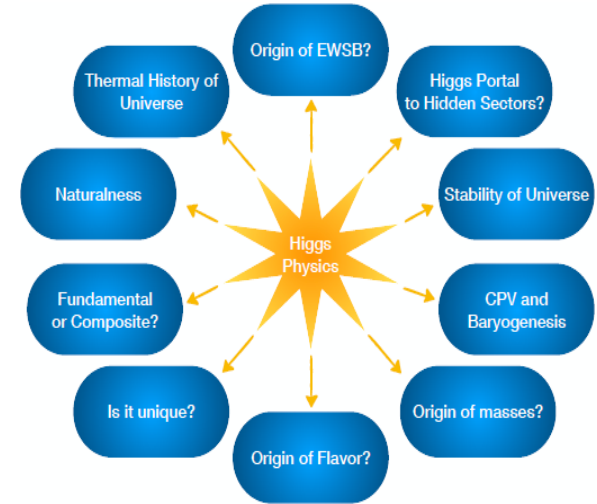 Origin of EWSB?
Thermal History of
Universe
Higgs Portal
to Hidden Sectors?
Naturalness
Stability of Universe
Higgs
Physics
Fundamental
or Composite?
CPV and
Baryogenesis
Is it unique?
Origin of masses?
Origin of Flavor?